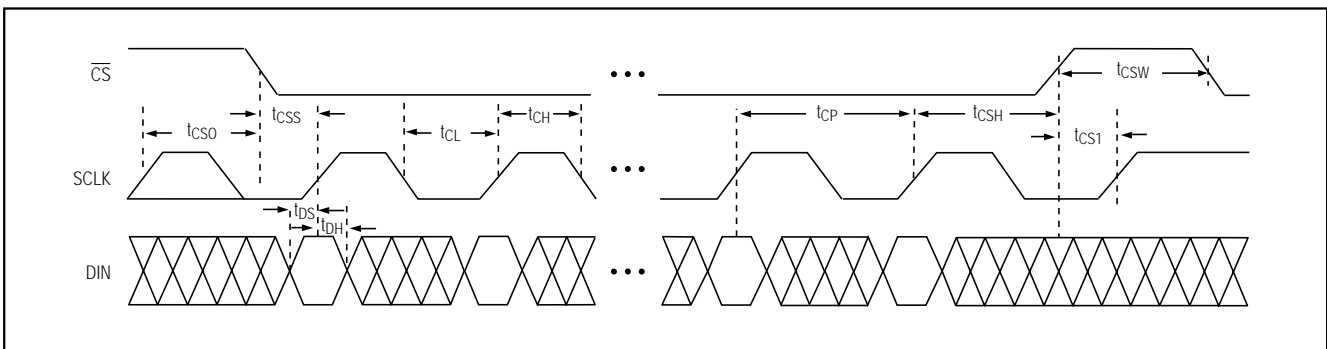 CS
tCSW
tCSS
tCH
tCP
tCSH
tCSO
tCL
tCS1
SCLK
tDS
tDH
DIN